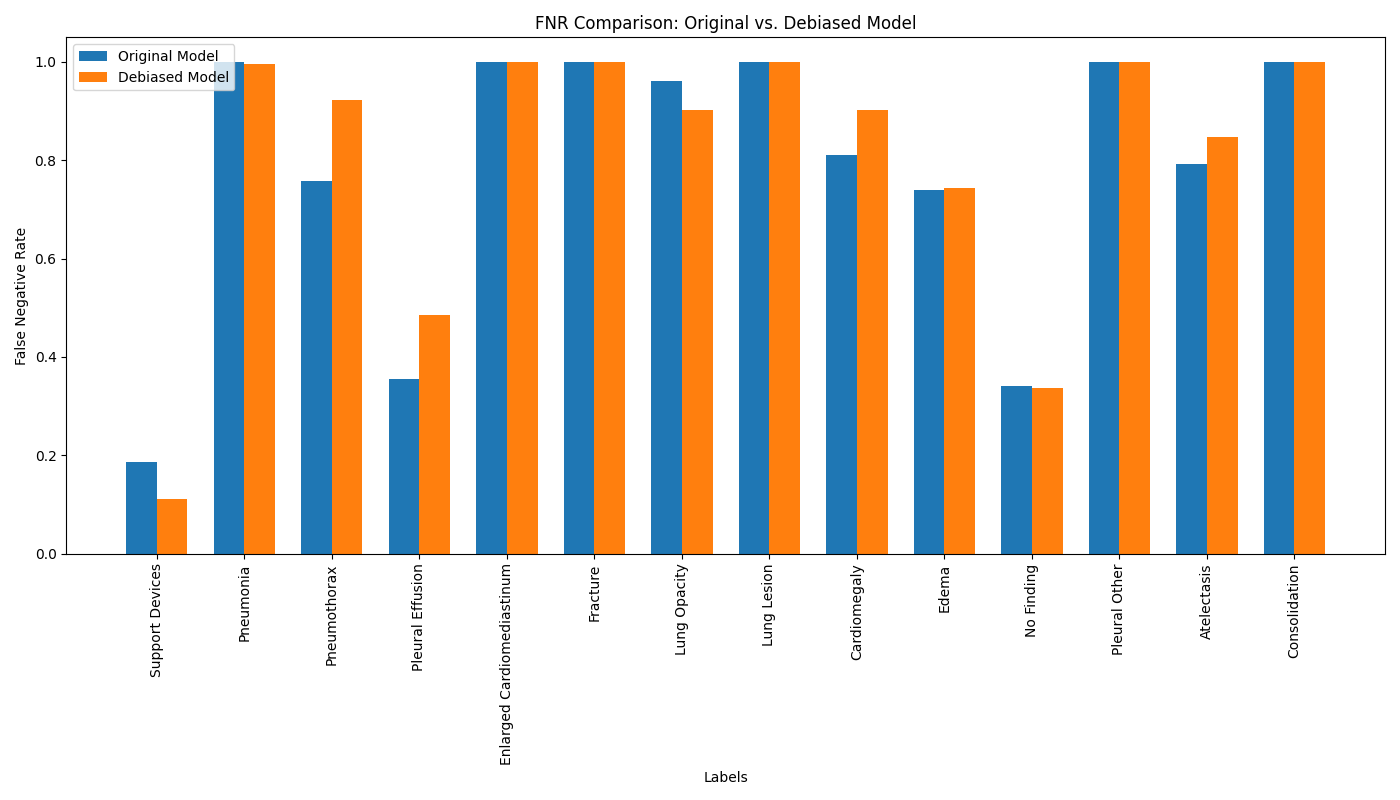 FNR Comparison: Original vs. Debiased Model
Original Model
Debiased Model
False Negative Rate
1.0
0.8
0.6
0.4
0.2
0.0
Support Devices
Pneumonia
Pneumothorax
Pleural Effusion
Enlarged Cardiomediastinum
Fracture
Lung Opacity
Lung Lesion
Cardiomegaly
Edema
No Finding
Pleural Other
Atelectasis
Consolidation
Labels